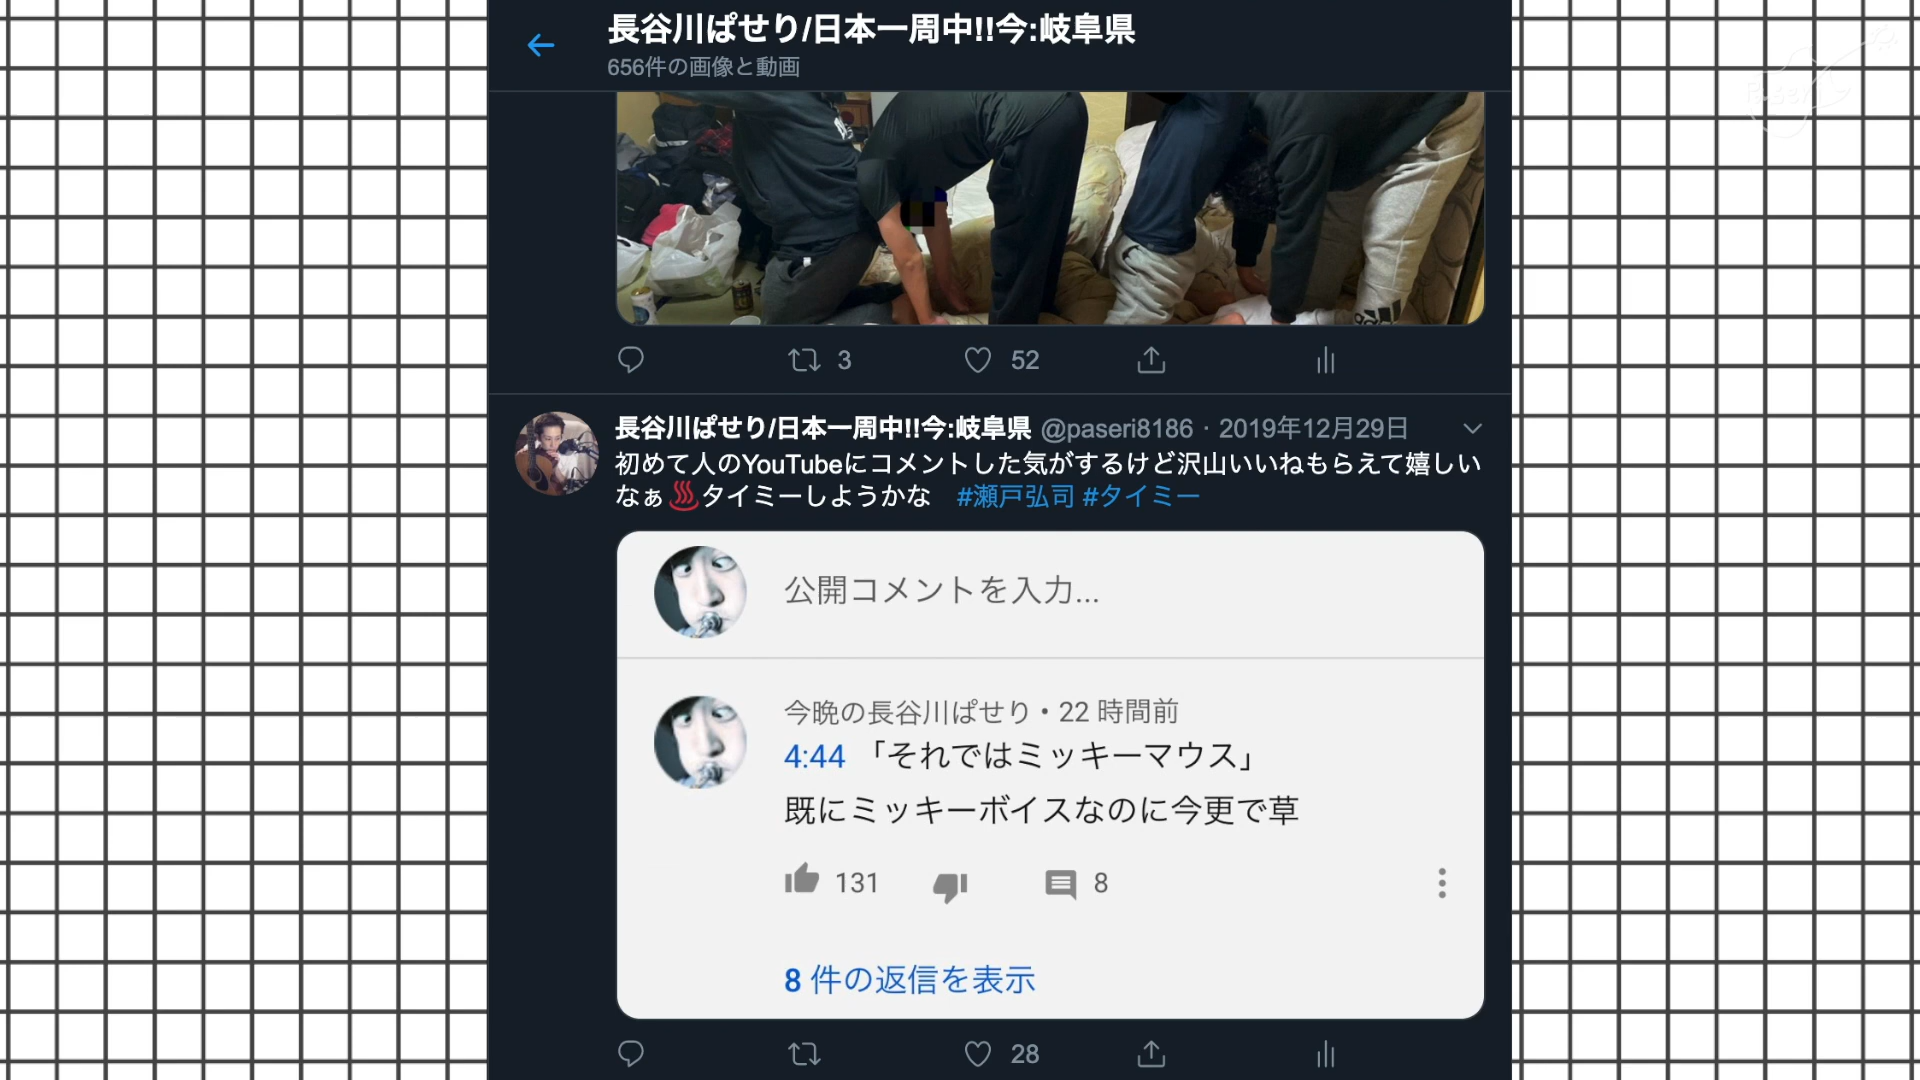 長谷川ぱせり/日本一周中!!今:岐阜県
656件の画像と動画
3
52
長谷川ぱせり/日本一周中!!今:岐阜県 @paseri8186 · 2019年12月29日
初めて人のYouTubeにコメントした気がするけど沢山いいねもらえて嬉しい
なぁ♨️タイミーしようかな　#瀬戸弘司 #タイミー
公開コメントを入力...
今晩の長谷川ぱせり • 22 時間前
4:44 「それではミッキーマウス」
既にミッキーボイスなのに今更で草
131
8
8 件の返信を表示
28